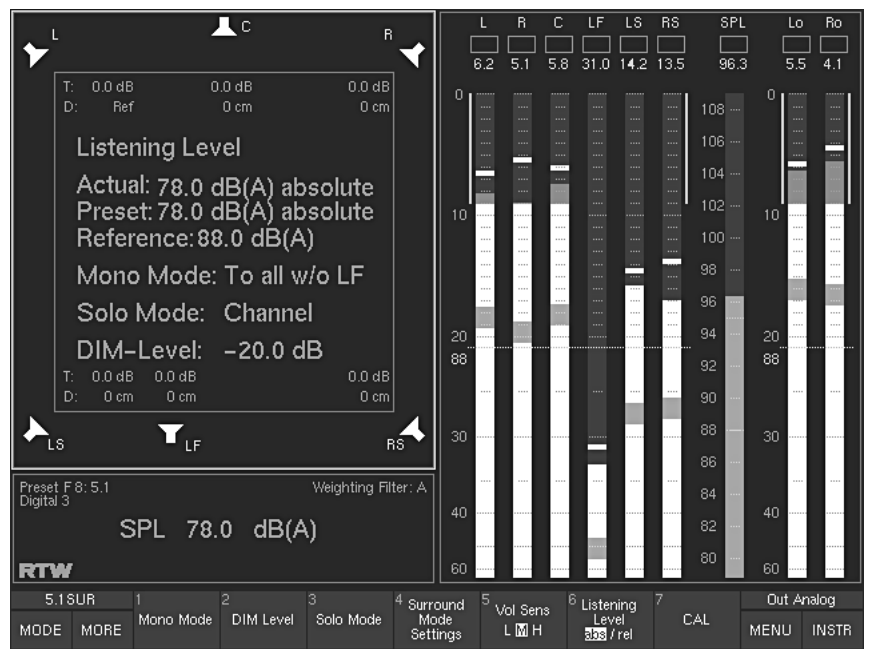 L C R
T: 0.0 dB 0.0 dB 0.0 dB
D: Ref 0 cm 0 cm
Listening Level
Actual: 78.0 dB(A) absolute
Preset: 78.0 dB(A) absolute
Reference: 88.0 dB(A)
Mono Mode: To all w/o LF
Solo Mode: Channel
DIM-Level: -20.0 dB
T: 0.0 dB 0.0 dB 0.0 dB
D: 0 cm 0 cm 0 cm
LS LF RS
Preset F 8: 5.1 Weighting Filter: A
Digital 3
SPL 78.0 dB(A)
RTW
L R C LF LS RS SPL Lo Ro
6.2 5.1 5.8 31.0 14.2 13.5 96.3 5.5 4.1
0 0
108
106
104
102
10 10
100
98
96
94
20 20
88 88
92
90
88
30 30
86
84
40 40
82
80
60 60
5.1SUR
MODE MORE
1 Mono Mode
2 DIM Level
3 Solo Mode
4 Surround
Mode
Settings
5 Vol Sens
L M H
6 Listening
Level
abs / rel
7 CAL
Out Analog
MENU INSTR